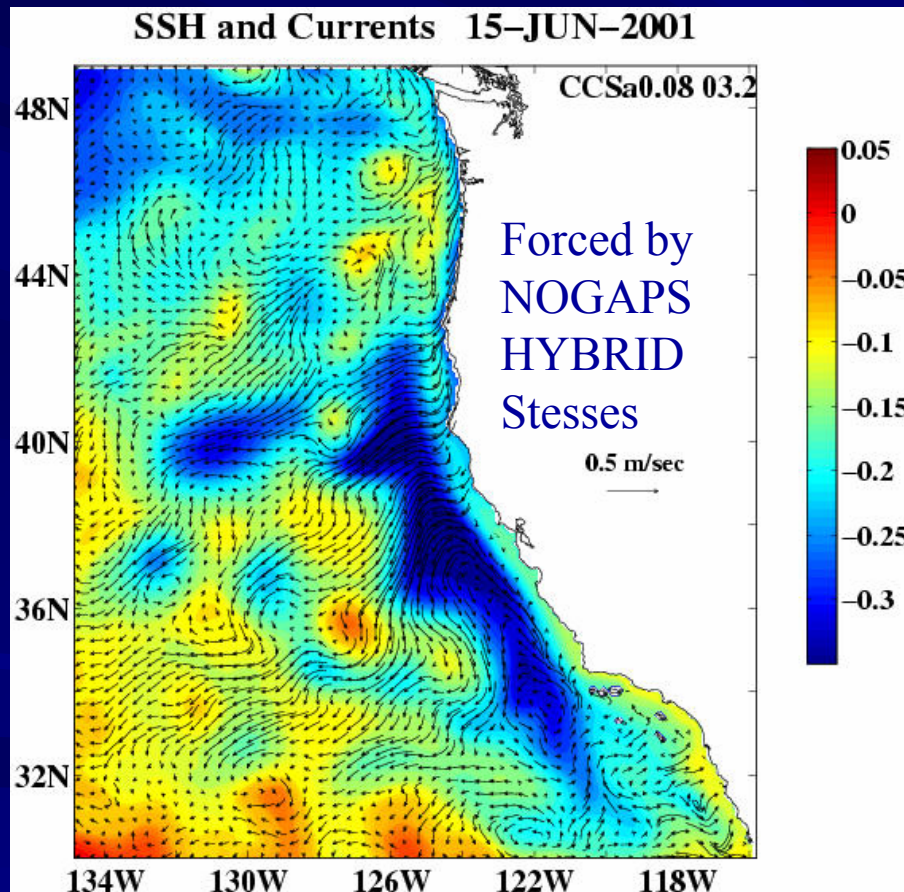 SSH and Currents 15–JUN–2001
CCSa0.08 03.2
48N
44N
40N
36N
32N
134W 130W 126W 122W 118W
Forced by
NOGAPS
HYBRID
Stesses
0.5 m/sec
0.05
0
–0.05
–0.1
–0.15
–0.2
–0.25
–0.3